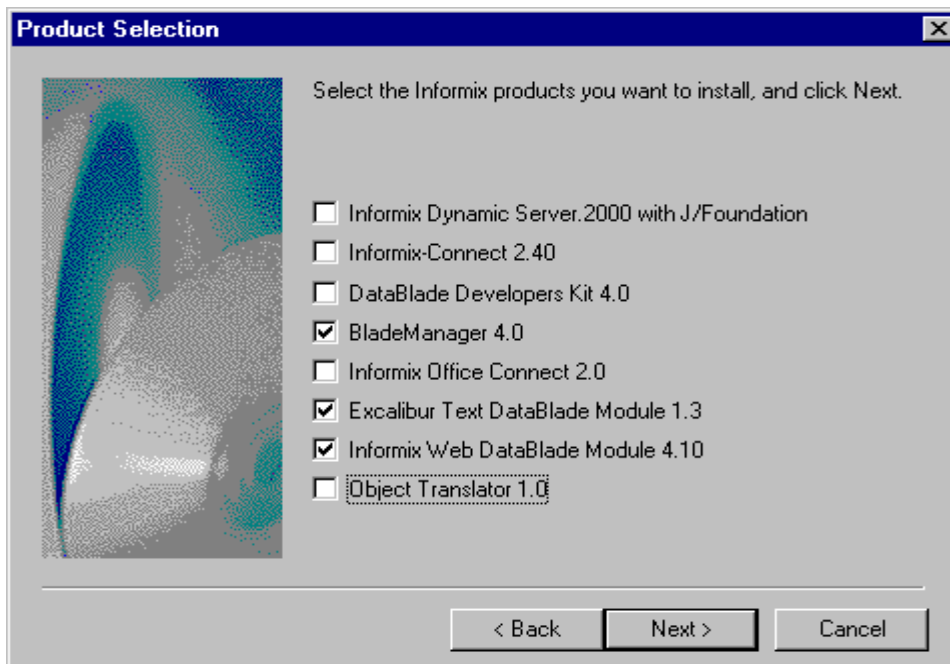 Product Selection
Select the Informix products you want to install, and click Next.
Informix Dynamic Server.2000 with J/Foundation
Informix-Connect 2.40
DataBlade Developers Kit 4.0
BladeManager 4.0
Informix Office Connect 2.0
Excalibur Text DataBlade Module 1.3
Informix Web DataBlade Module 4.10
Object Translator 1.0
< Back Next > Cancel